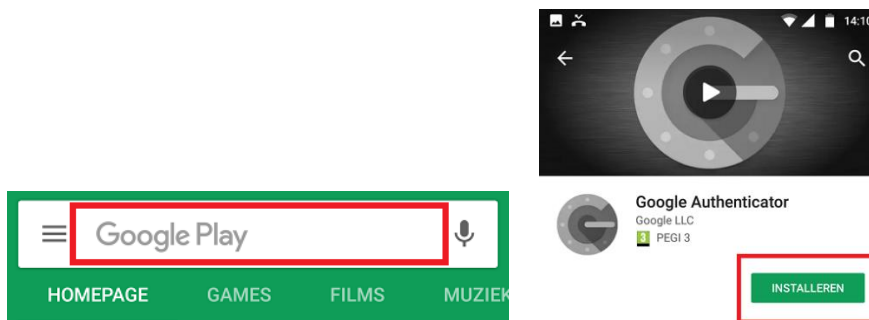 Google Play
HOMEPAGE GAMES FILMS MUZIEK
14:10
Google Authenticator
Google LLC
3 PEGI 3
INSTALLEREN